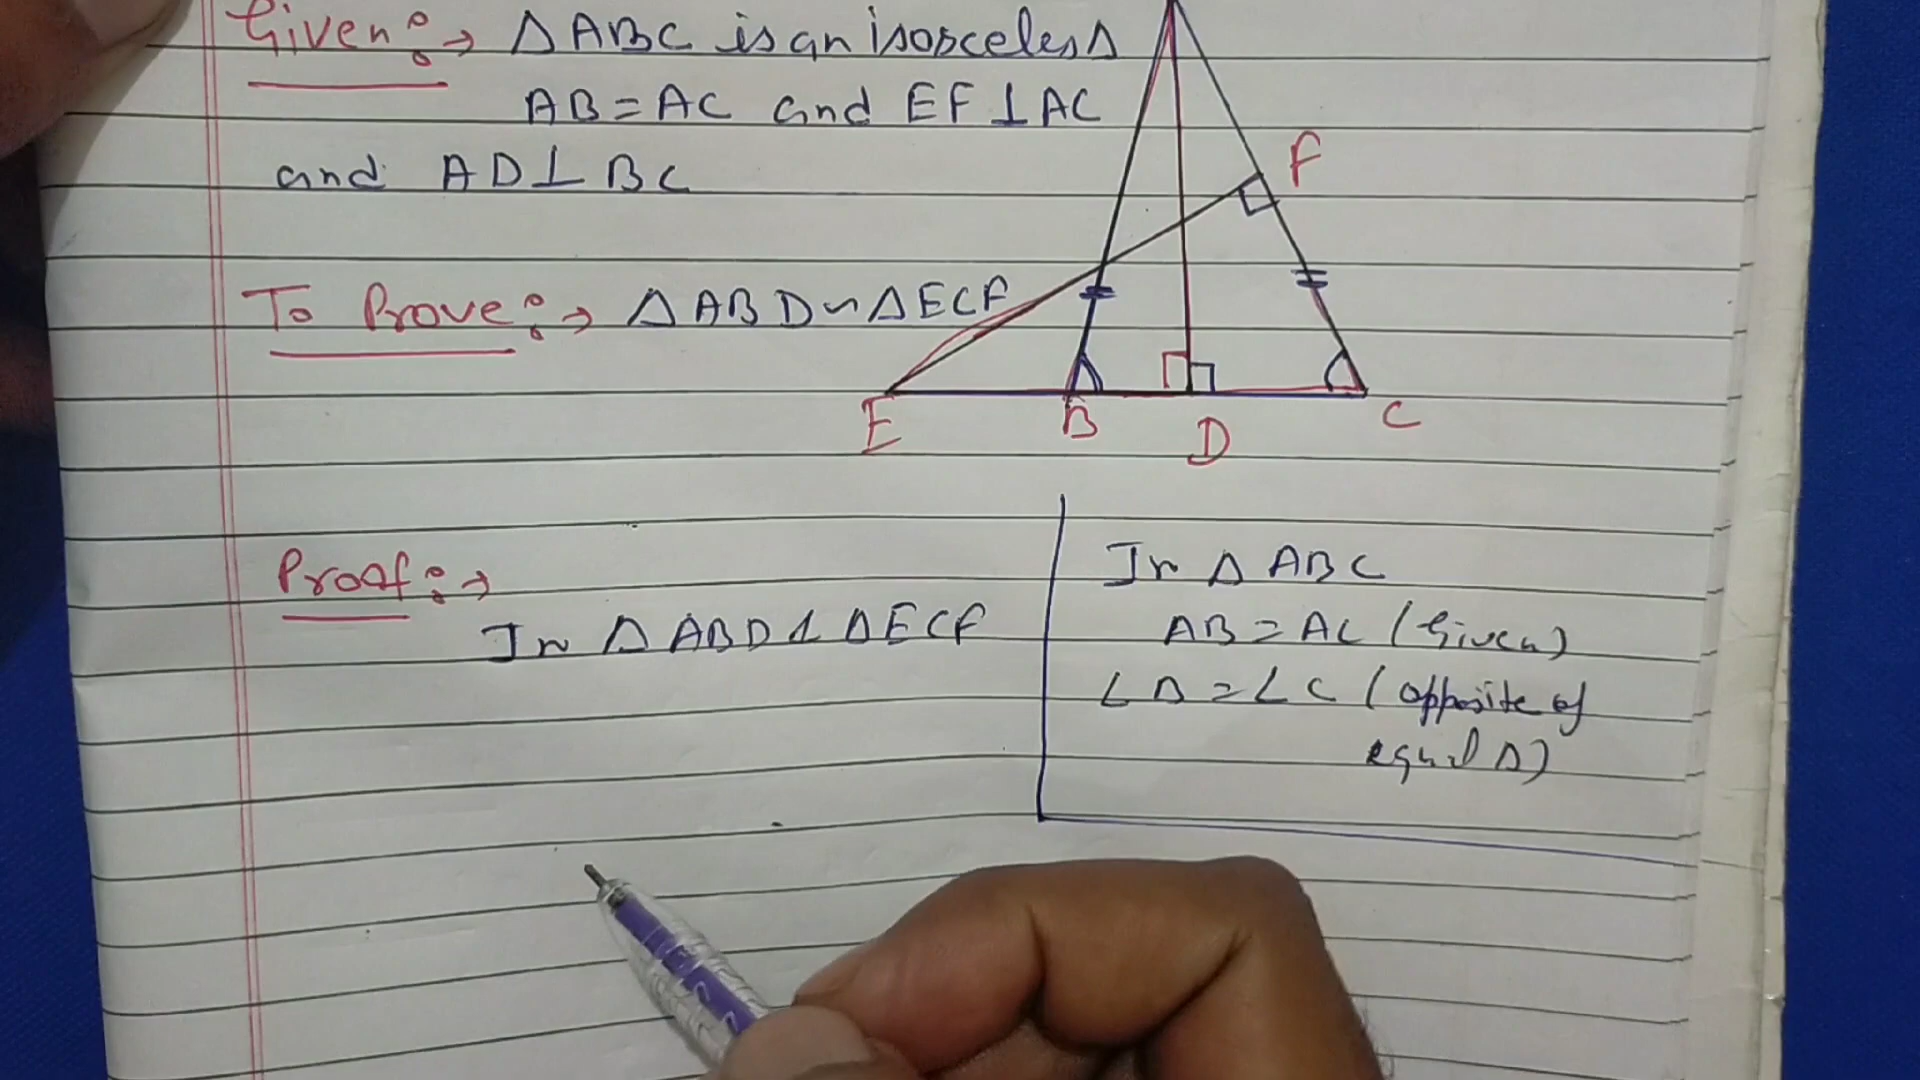 Given:→ △ABC is an isosceles △
AB = AC and EF ⊥ AC
and AD ⊥ BC
F
To Prove:→ △ABD ~ △ECF
E B D C
Proof:→
In △ABD & △ECF
In △ABC
AB = AC (Given)
∠B = ∠C (opposite of
equal △)